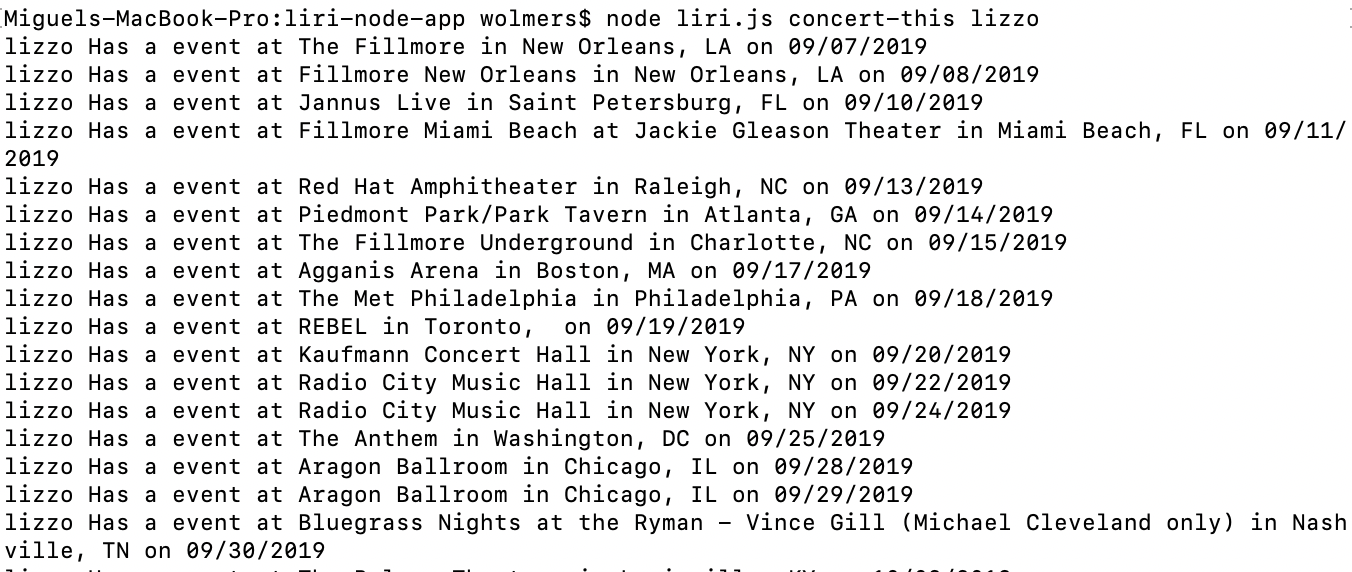 Miguels-MacBook-Pro:liri-node-app wolmers$ node liri.js concert-this lizzo
lizzo Has a event at The Fillmore in New Orleans, LA on 09/07/2019
lizzo Has a event at Fillmore New Orleans in New Orleans, LA on 09/08/2019
lizzo Has a event at Jannus Live in Saint Petersburg, FL on 09/10/2019
lizzo Has a event at Fillmore Miami Beach at Jackie Gleason Theater in Miami Beach, FL on 09/11/
2019
lizzo Has a event at Red Hat Amphitheater in Raleigh, NC on 09/13/2019
lizzo Has a event at Piedmont Park/Park Tavern in Atlanta, GA on 09/14/2019
lizzo Has a event at The Fillmore Underground in Charlotte, NC on 09/15/2019
lizzo Has a event at Agganis Arena in Boston, MA on 09/17/2019
lizzo Has a event at The Met Philadelphia in Philadelphia, PA on 09/18/2019
lizzo Has a event at REBEL in Toronto,  on 09/19/2019
lizzo Has a event at Kaufmann Concert Hall in New York, NY on 09/20/2019
lizzo Has a event at Radio City Music Hall in New York, NY on 09/22/2019
lizzo Has a event at Radio City Music Hall in New York, NY on 09/24/2019
lizzo Has a event at The Anthem in Washington, DC on 09/25/2019
lizzo Has a event at Aragon Ballroom in Chicago, IL on 09/28/2019
lizzo Has a event at Aragon Ballroom in Chicago, IL on 09/29/2019
lizzo Has a event at Bluegrass Nights at the Ryman – Vince Gill (Michael Cleveland only) in Nash
ville, TN on 09/30/2019